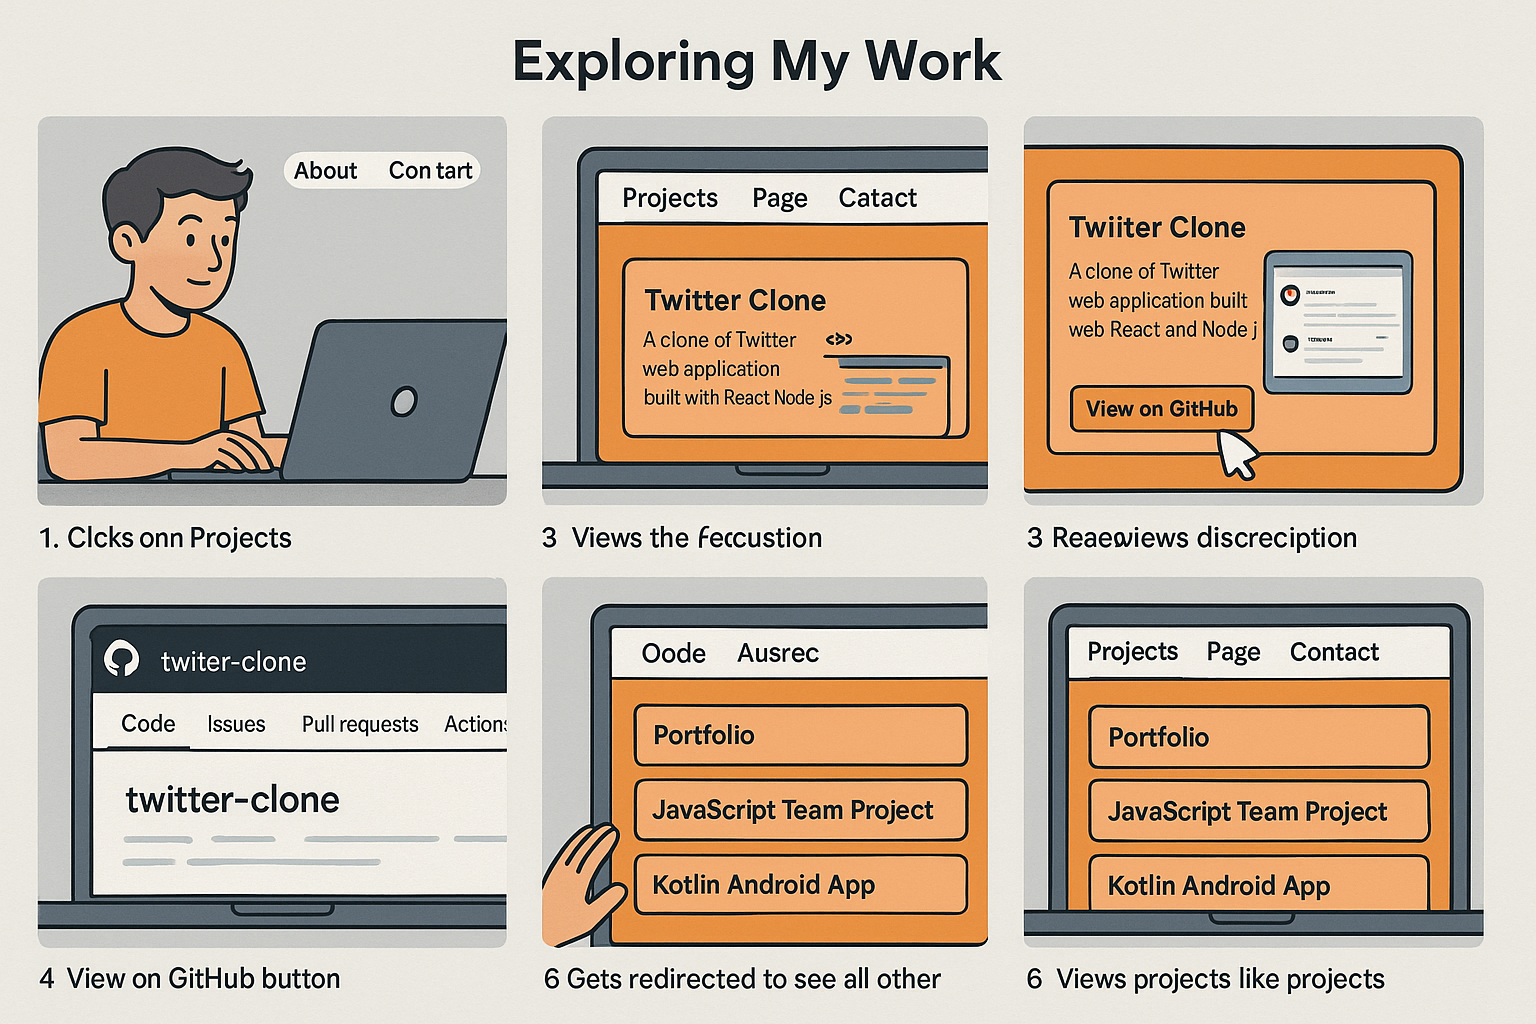 Exploring My Work
About Con tart
1. Clcks onn Projects
Projects Page Catact
Twitter Clone
A clone of Twitter
web application
built with React Node js
<>>
3 Views the feccustion
Twiiter Clone
A clone of Twitter
web application built
web React and Node j
View on GitHub
3 Reaewiews discreciption
twiter-clone
Code Issues Pull requests Actions
twitter-clone
4 View on GitHub button
Oode Ausrec
Portfolio
JavaScript Team Project
Kotlin Android App
6 Gets redirected to see all other
Projects Page Contact
Portfolio
JavaScript Team Project
Kotlin Android App
6 Views projects like projects